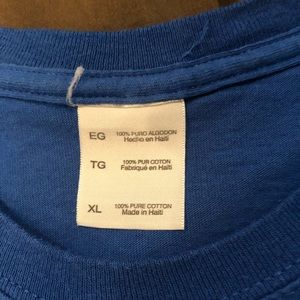 EG 100% PURO ALGODON
Hecho en Haiti
TG 100% PUR COTON
Fabriqué en Haïti
XL 100% PURE COTTON
Made in Haiti